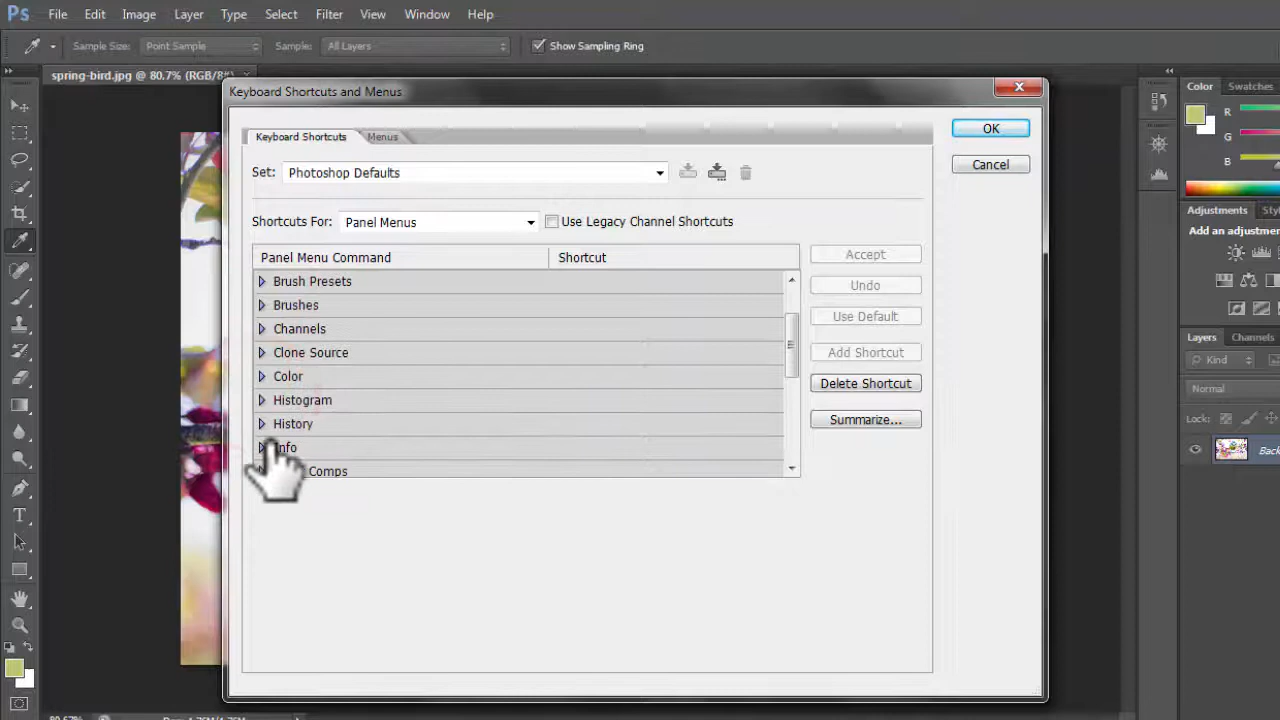 Ps File Edit Image Layer Type Select Filter View Window Help
Sample Size: Point Sample Sample: All Layers Show Sampling Ring
spring-bird.jpg @ 80.7% (RGB/8#)
Keyboard Shortcuts and Menus
Keyboard Shortcuts Menus
OK
Cancel
Set: Photoshop Defaults
Shortcuts For: Panel Menus Use Legacy Channel Shortcuts
Panel Menu Command Shortcut
Brush Presets
Brushes
Channels
Clone Source
Color
Histogram
History
Info
Comps
Accept
Undo
Use Default
Add Shortcut
Delete Shortcut
Summarize...
Color Swatches
R
G
B
Adjustments
Add an adjustme
Layers Channels
Kind
Normal
Lock:
Back